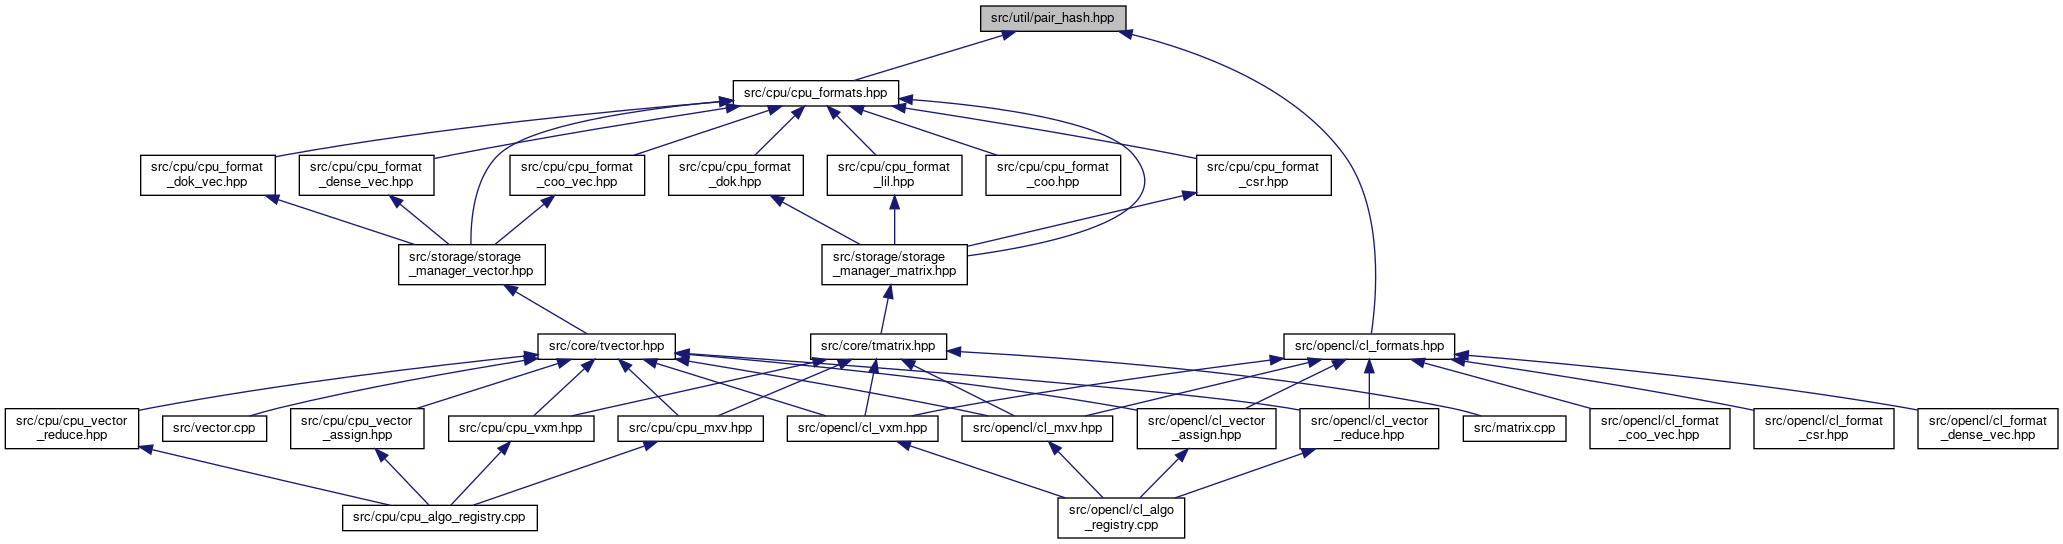 src/util/pair_hash.hpp
src/cpu/cpu_formats.hpp
src/cpu/cpu_format
_dok_vec.hpp
src/cpu/cpu_format
_dense_vec.hpp
src/cpu/cpu_format
_coo_vec.hpp
src/cpu/cpu_format
_dok.hpp
src/cpu/cpu_format
_lil.hpp
src/cpu/cpu_format
_coo.hpp
src/cpu/cpu_format
_csr.hpp
src/storage/storage
_manager_vector.hpp
src/storage/storage
_manager_matrix.hpp
src/core/tvector.hpp
src/core/tmatrix.hpp
src/opencl/cl_formats.hpp
src/cpu/cpu_vector
_reduce.hpp
src/vector.cpp
src/cpu/cpu_vector
_assign.hpp
src/cpu/cpu_vxm.hpp
src/cpu/cpu_mxv.hpp
src/opencl/cl_vxm.hpp
src/opencl/cl_mxv.hpp
src/opencl/cl_vector
_assign.hpp
src/opencl/cl_vector
_reduce.hpp
src/matrix.cpp
src/opencl/cl_format
_coo_vec.hpp
src/opencl/cl_format
_csr.hpp
src/opencl/cl_format
_dense_vec.hpp
src/cpu/cpu_algo_registry.cpp
src/opencl/cl_algo
_registry.cpp